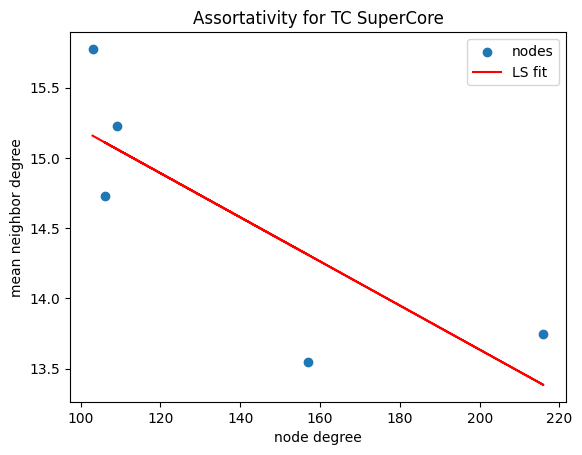 Assortativity for TC SuperCore
nodes
LS fit
mean neighbor degree
15.5
15.0
14.5
14.0
13.5
100 120 140 160 180 200 220
node degree